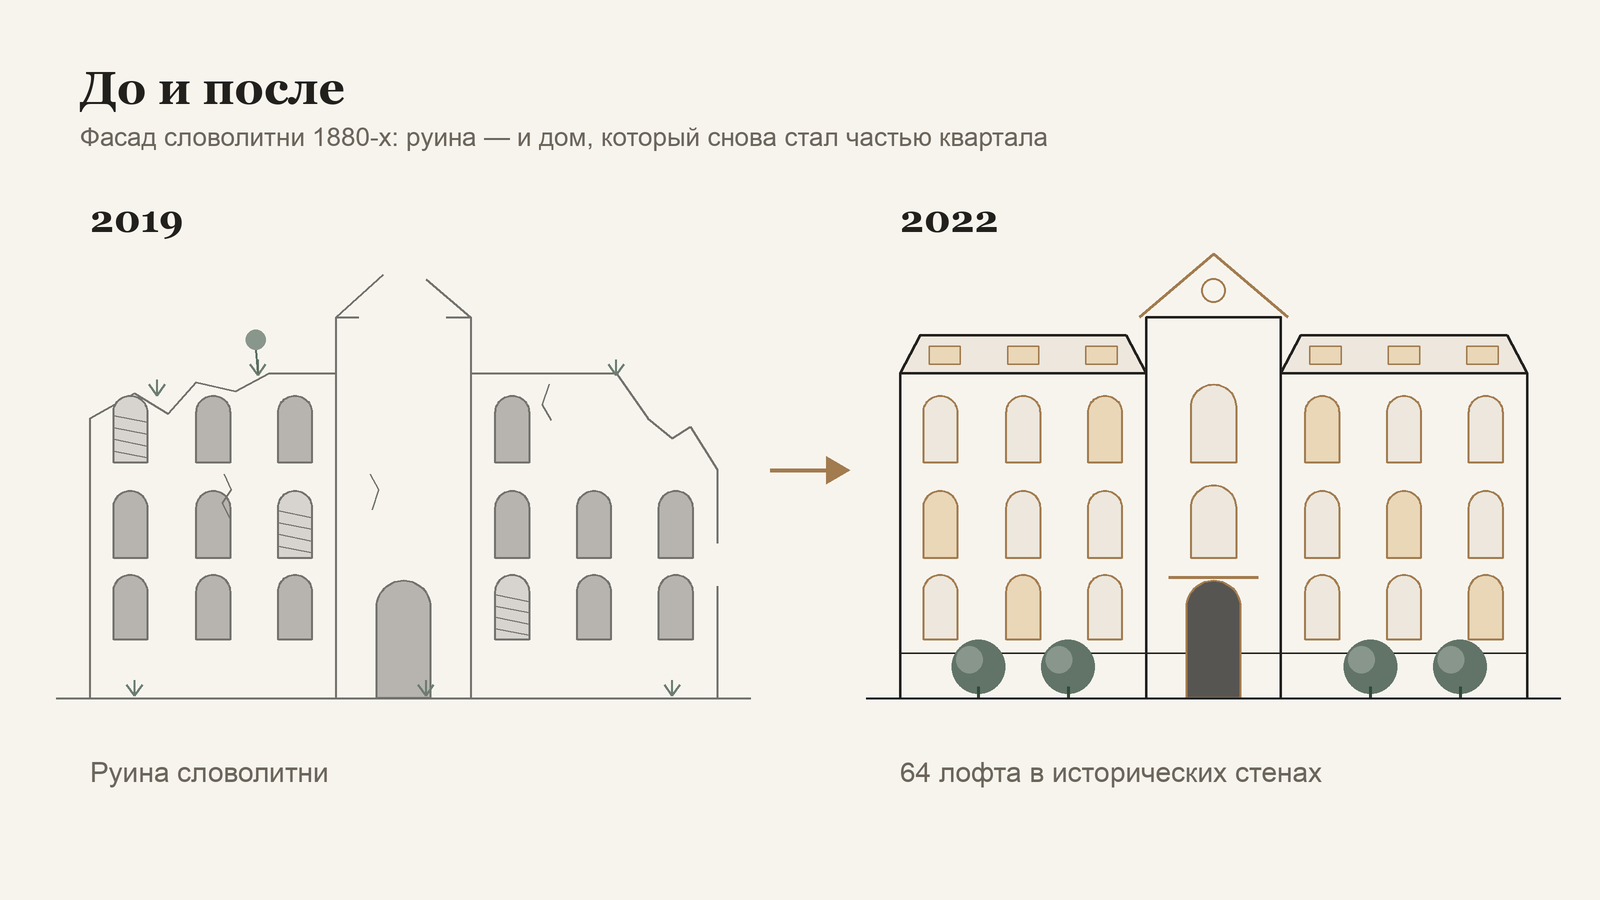 До и после
Фасад словолитни 1880-х: руина — и дом, который снова стал частью квартала
2019
2022
Руина словолитни
64 лофта в исторических стенах